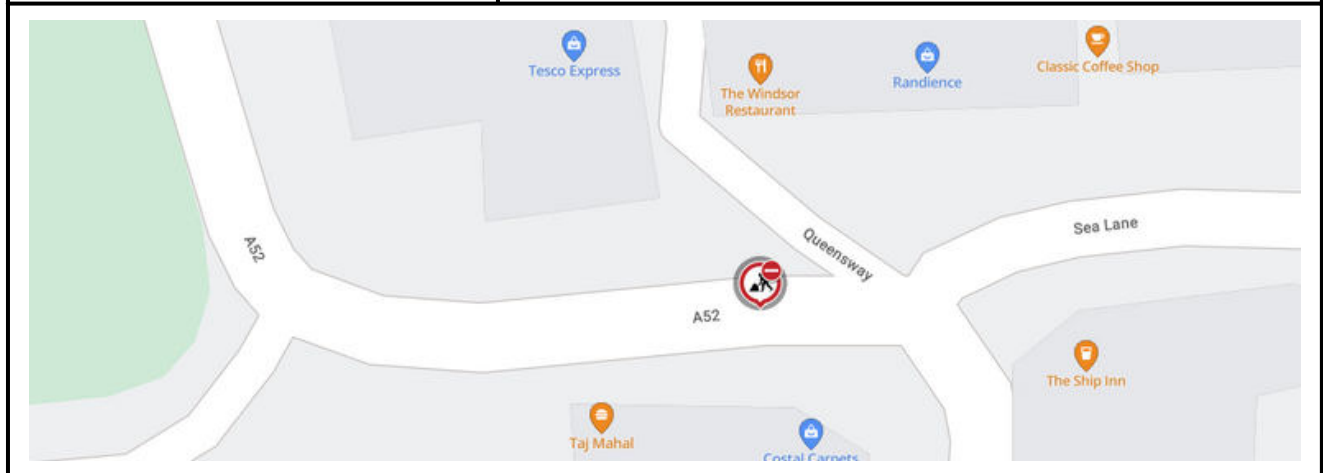 Tesco Express
The Windsor
Restaurant
Randience
Classic Coffee Shop
A52
Queensway
Sea Lane
A52
The Ship Inn
Taj Mahal
Costal Carpets